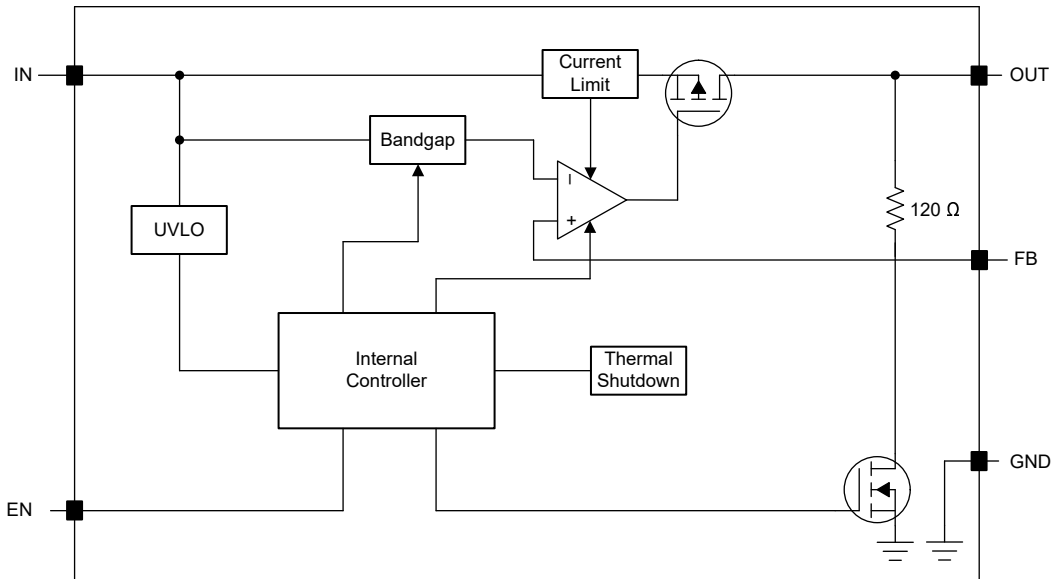 IN
Current
Limit
OUT
Bandgap
–
+
UVLO
120 Ω
FB
Internal
Controller
Thermal
Shutdown
GND
EN